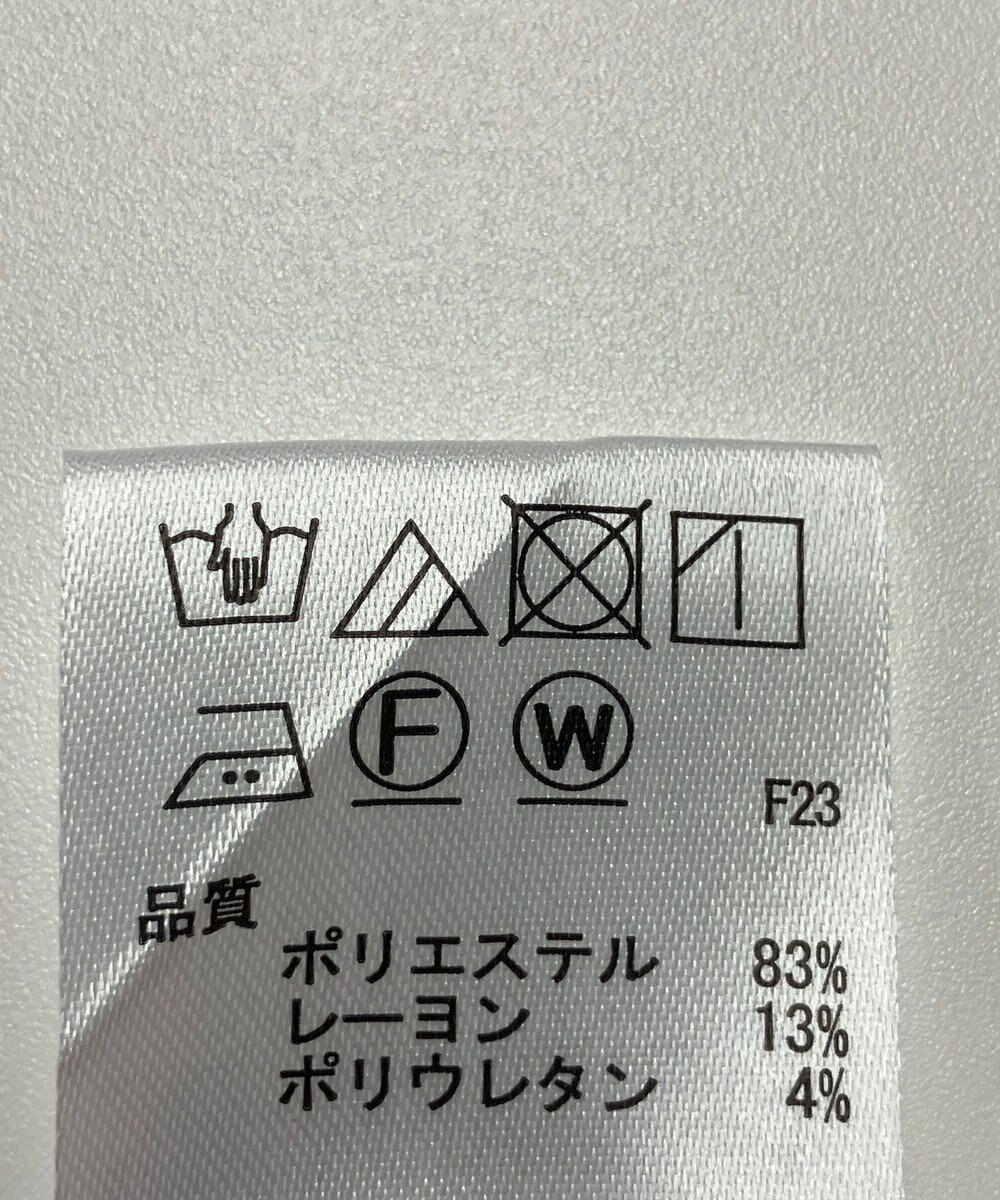 F W
F23
品質
ポリエステル 83%
レーヨン 13%
ポリウレタン 4%